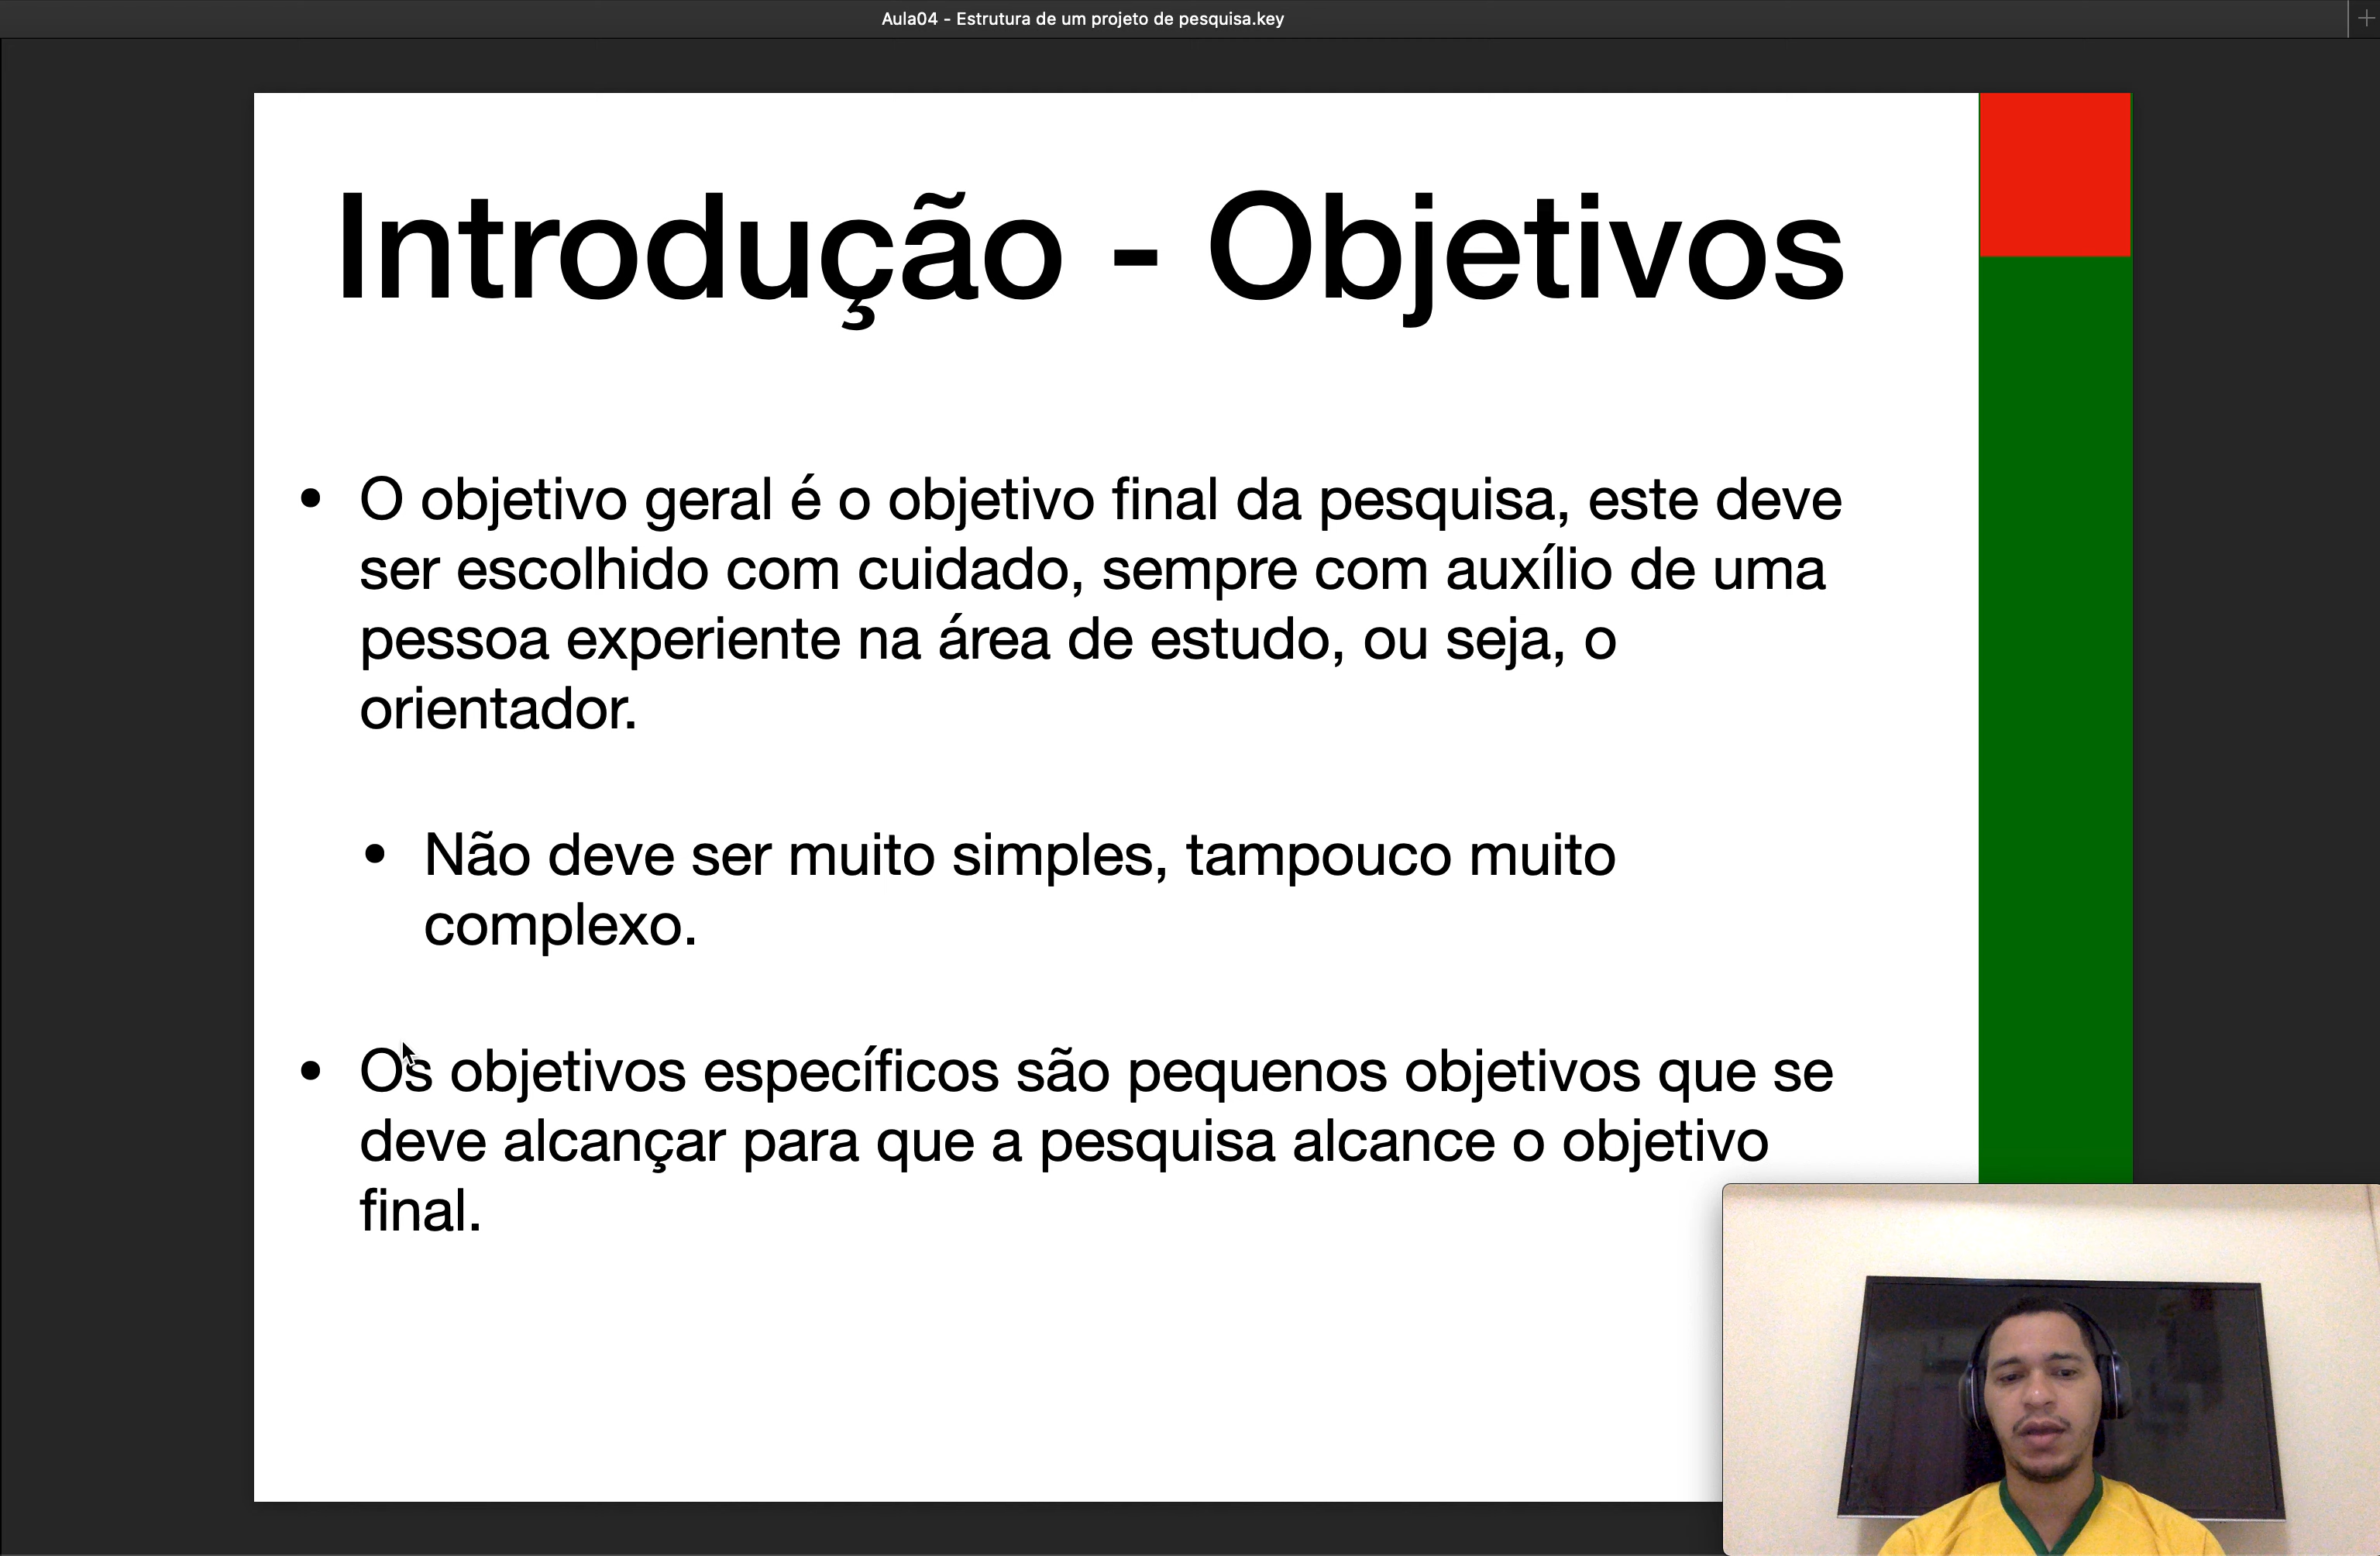 Aula04 - Estrutura de um projeto de pesquisa.key
Introdução - Objetivos
• O objetivo geral é o objetivo final da pesquisa, este deve
ser escolhido com cuidado, sempre com auxílio de uma
pessoa experiente na área de estudo, ou seja, o
orientador.
• Não deve ser muito simples, tampouco muito
complexo.
• Os objetivos específicos são pequenos objetivos que se
deve alcançar para que a pesquisa alcance o objetivo
final.